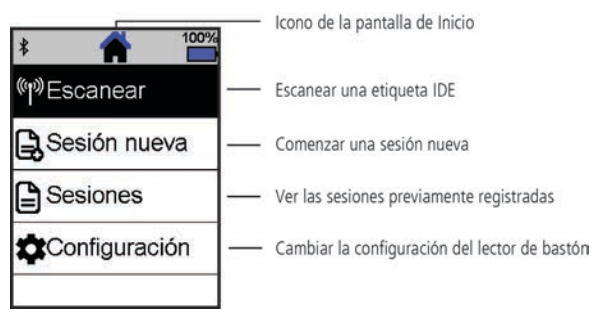 Icono de la pantalla de Inicio
100%
Escanear
Escanear una etiqueta IDE
Sesión nueva
Comenzar una sesión nueva
Sesiones
Ver las sesiones previamente registradas
Configuración
Cambiar la configuración del lector de bastón